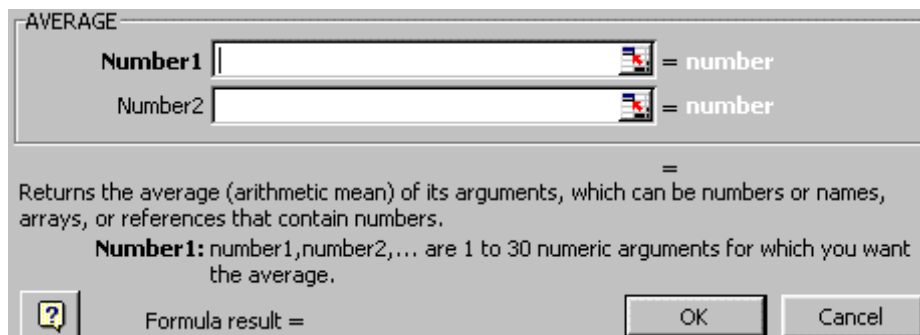 AVERAGE
Number1 = number
Number2 = number
=
Returns the average (arithmetic mean) of its arguments, which can be numbers or names,
arrays, or references that contain numbers.
Number1: number1,number2,... are 1 to 30 numeric arguments for which you want
the average.
? Formula result = OK Cancel